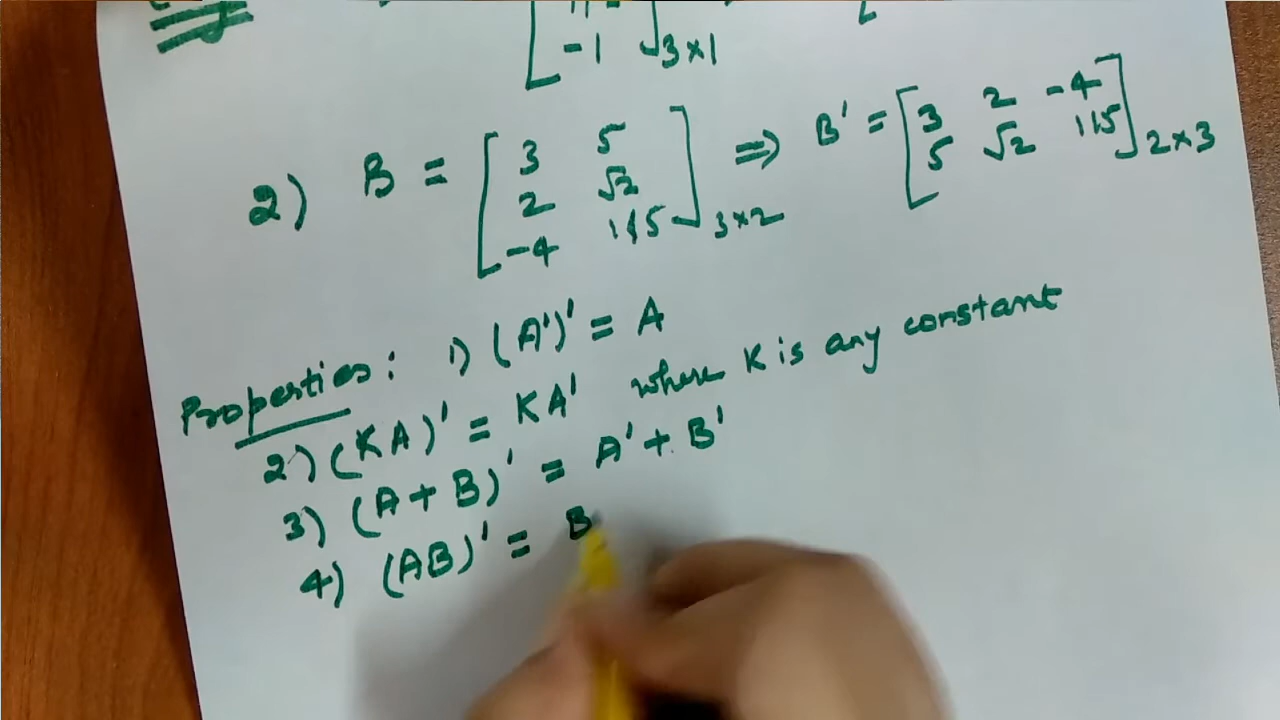 -1 ]3×1
2) B = [ 3 5 ⇒ B' = [ 3 2 -4
2 √2 5 √2 115 ]2×3
-4 115 ]3×2
Properties: 1) (A')' = A
2) (KA)' = KA' where K is any constant
3) (A + B)' = A' + B'
4) (AB)' = B